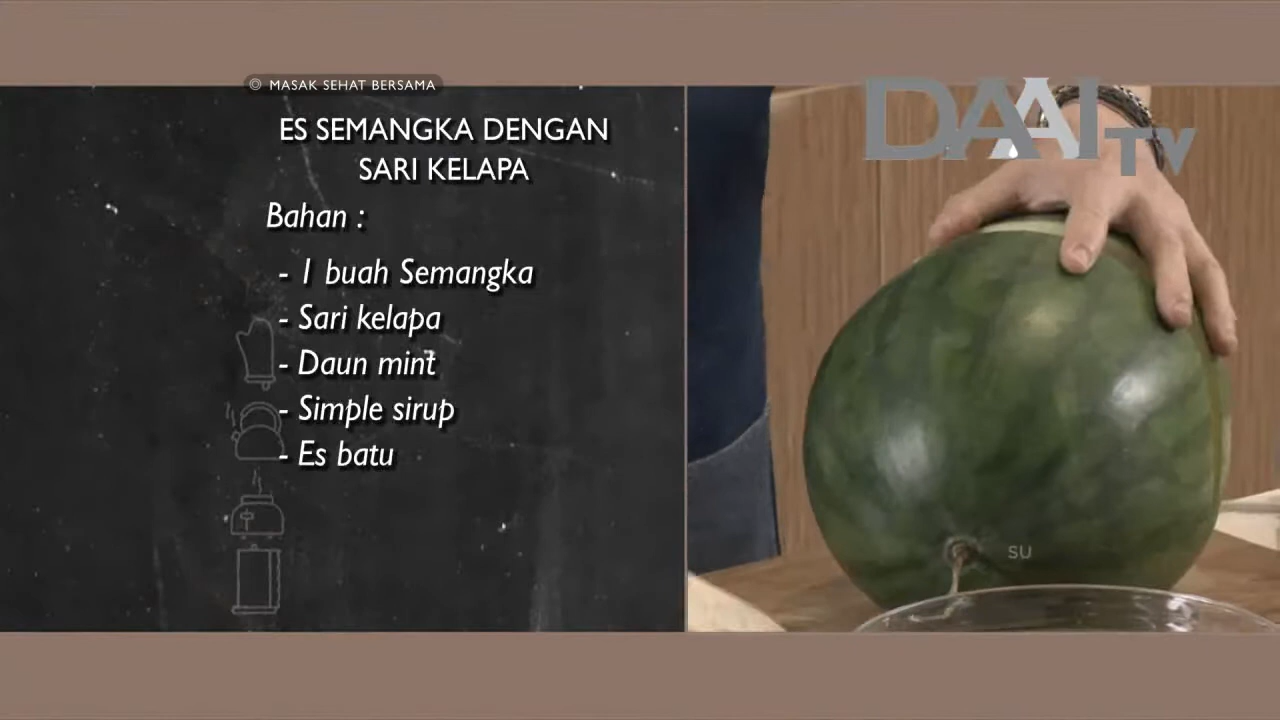 MASAK SEHAT BERSAMA
DAAI TV
ES SEMANGKA DENGAN
SARI KELAPA
Bahan :
- 1 buah Semangka
- Sari kelapa
- Daun mint
- Simple sirup
- Es batu
SU